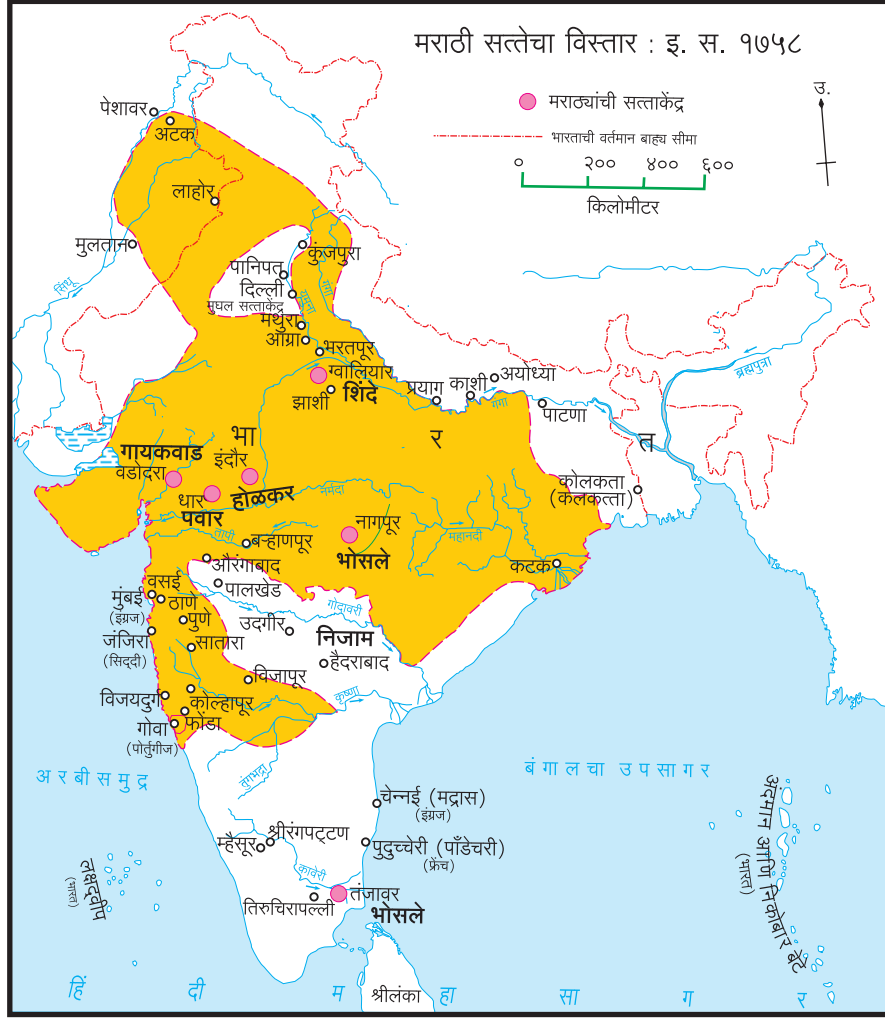 मराठी सत्तेचा विस्तार : इ. स. १७५८
उ.
मराठ्यांची सत्ताकेंद्र
भारताची वर्तमान बाह्य सीमा
० २०० ४०० ६००
किलोमीटर
पेशावर
अटक
लाहोर
मुलतान
सिंधू
कुंजपुरा
पानिपत
दिल्ली
मुघल सत्ताकेंद्र
यमुना
गंगा
मथुरा
आग्रा
भरतपूर
ग्वालियार
झाशी
शिंदे
प्रयाग
काशी
अयोध्या
गंगा
पाटणा
ब्रह्मपुत्रा
भा
र
त
गायकवाड
वडोदरा
इंदौर
होळकर
धार
पवार
नर्मदा
तापी
बऱ्हाणपूर
नागपूर
भोसले
महानदी
कोलकता
(कलकत्ता)
कटक
औरंगाबाद
पालखेड
वसई
मुंबई
(इंग्रज)
ठाणे
पुणे
गोदावरी
उदगीर
निजाम
हैदराबाद
जंजिरा
(सिद्दी)
सातारा
विजापूर
कृष्णा
विजयदुर्ग
कोल्हापूर
फोंडा
गोवा
(पोर्तुगीज)
तुंगभद्रा
अरबी समुद्र
बंगालचा उपसागर
चेन्नई (मद्रास)
(इंग्रज)
श्रीरंगपट्टण
म्हैसूर
पुदुच्चेरी (पाँडेचरी)
(फ्रेंच)
कावेरी
तंजावर
तिरुचिरापल्ली
भोसले
लक्षद्वीप
(भारत)
अंदमान आणि निकोबार बेटे
(भारत)
श्रीलंका
हिं दी म हा सा ग र